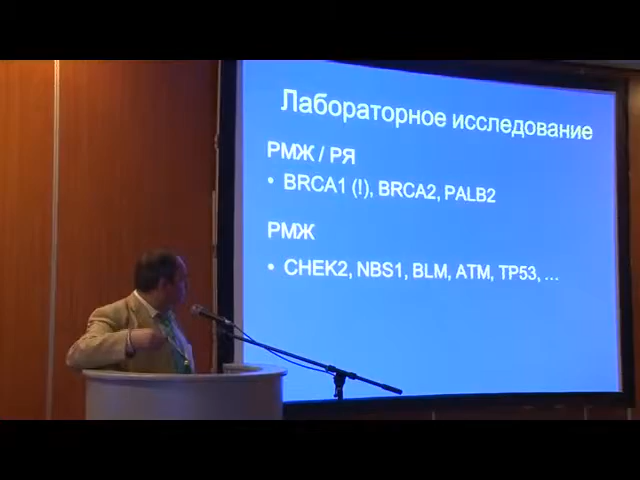 Лабораторное исследование
РМЖ / РЯ
• BRCA1 (!), BRCA2, PALB2
РМЖ
• CHEK2, NBS1, BLM, ATM, TP53, ...